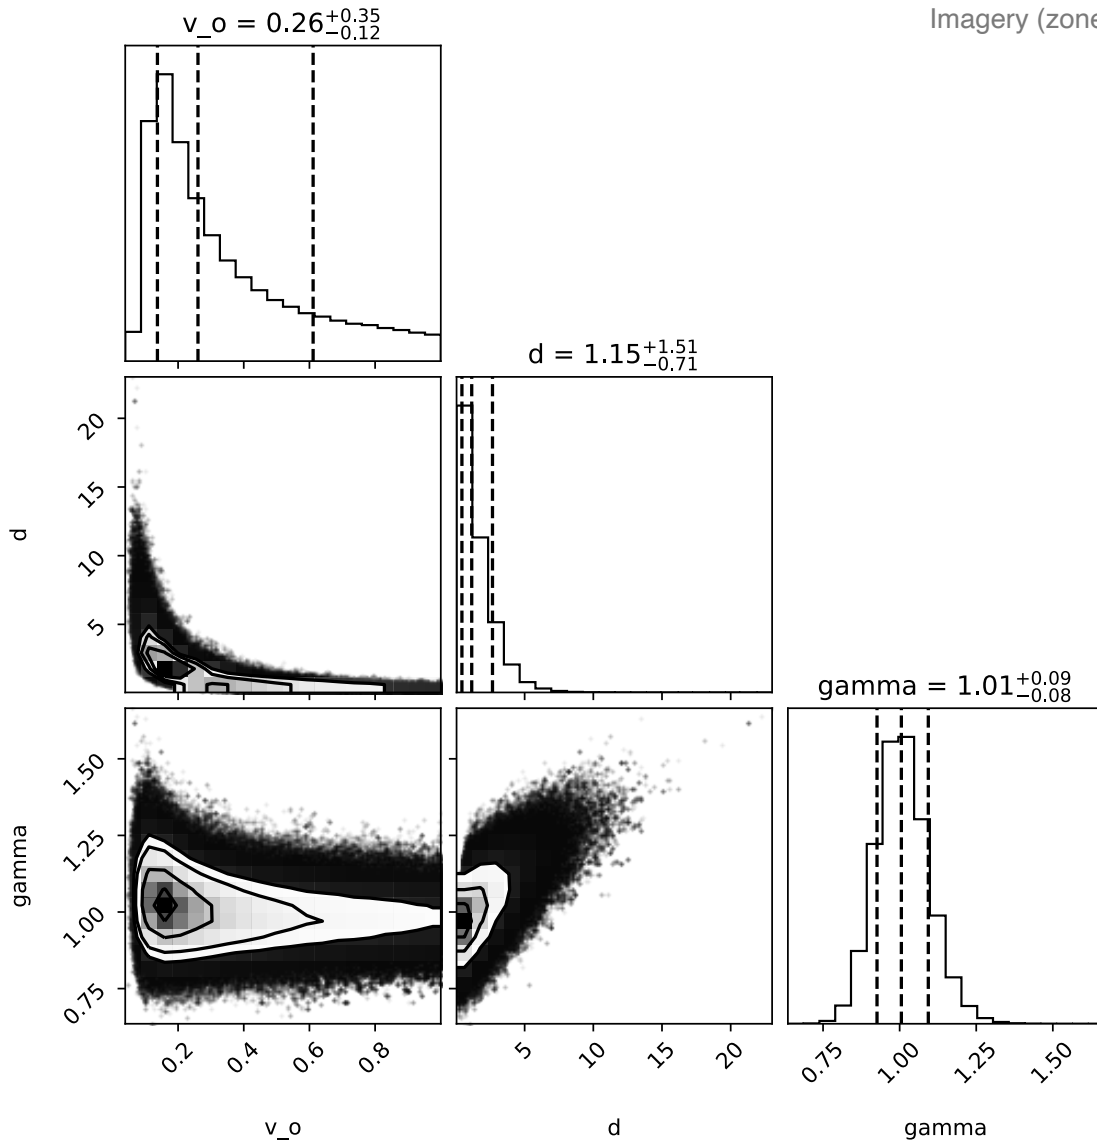 Imagery (zone
v_o = 0.26+0.35−0.12
d = 1.15+1.51−0.71
20
15
10
5
d
gamma = 1.01+0.09−0.08
1.50
1.25
1.00
0.75
gamma
0.2 0.4 0.6 0.8
5 10 15 20
0.75 1.00 1.25 1.50
v_o d gamma